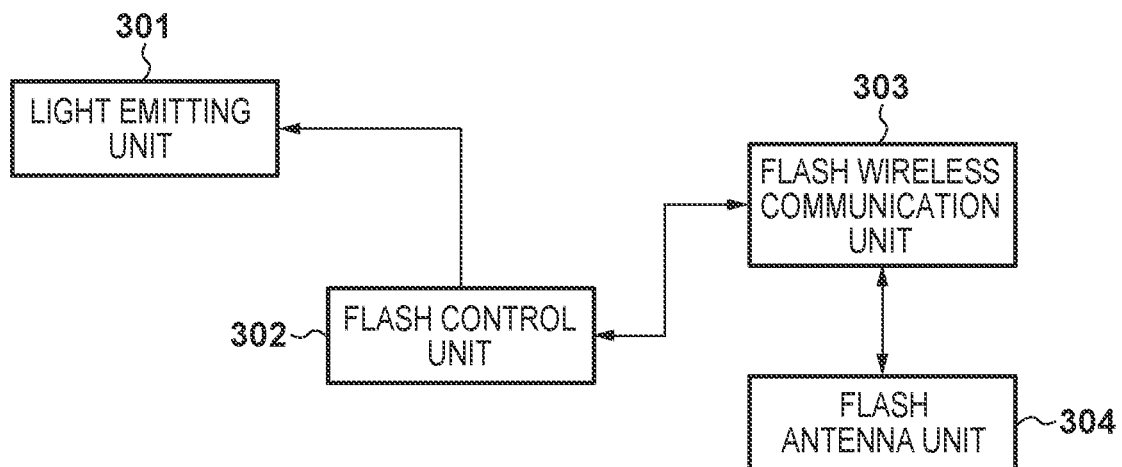 301
LIGHT EMITTING
UNIT
303
FLASH WIRELESS
COMMUNICATION
UNIT
302
FLASH CONTROL
UNIT
FLASH
ANTENNA UNIT
304